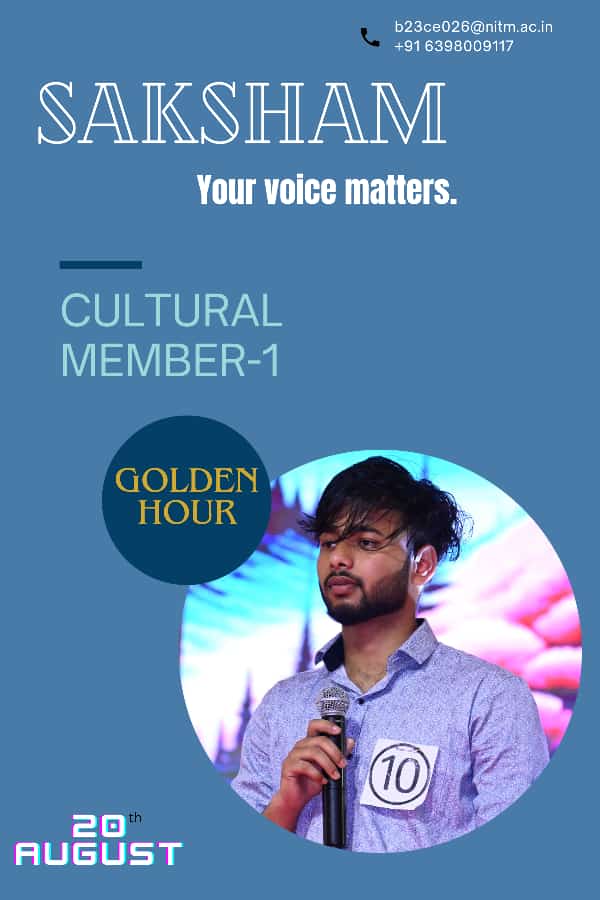 b23ce026@nitm.ac.in
+91 6398009117
SAKSHAM
Your voice matters.
CULTURAL
MEMBER-1
GOLDEN
HOUR
10
20th
AUGUST